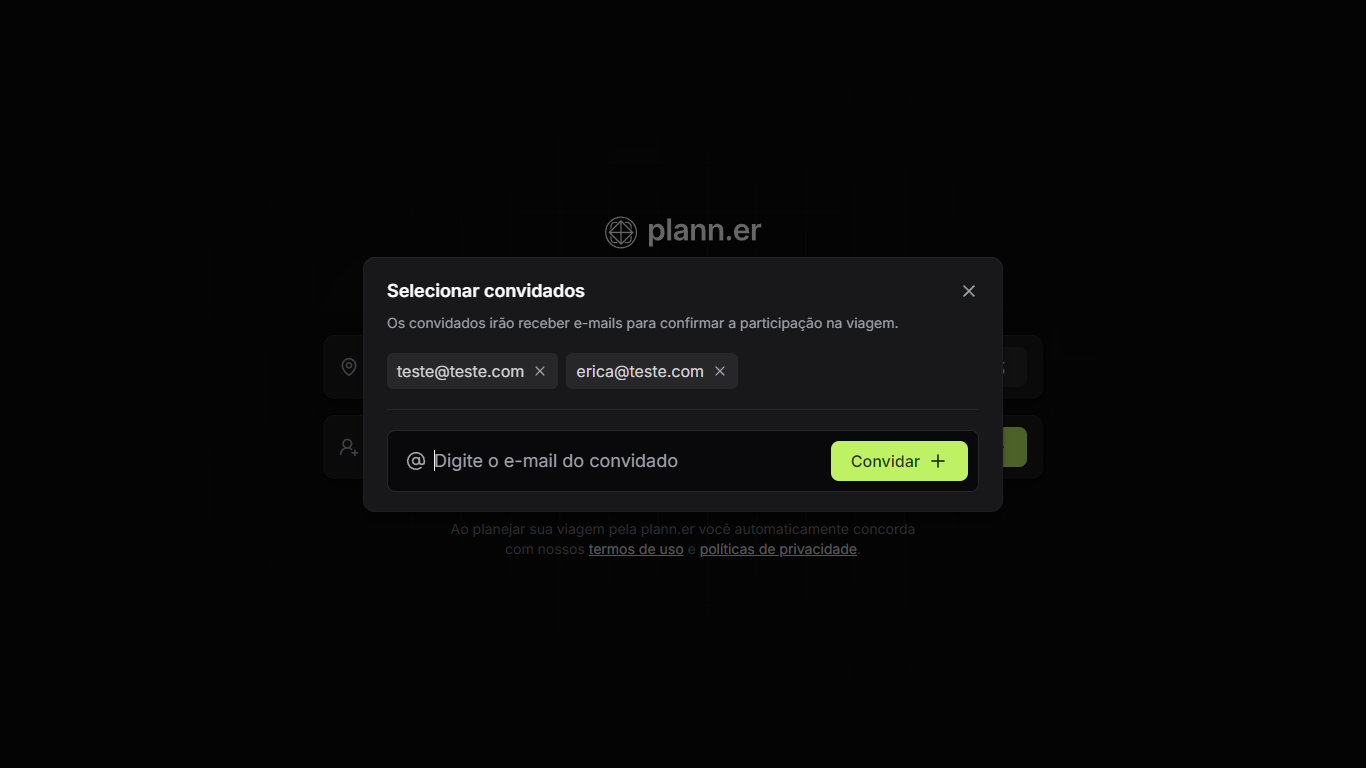 plann.er
Selecionar convidados
Os convidados irão receber e-mails para confirmar a participação na viagem.
teste@teste.com erica@teste.com
@ Digite o e-mail do convidado Convidar +
Ao planejar sua viagem pela plann.er você automaticamente concorda
com nossos termos de uso e políticas de privacidade.